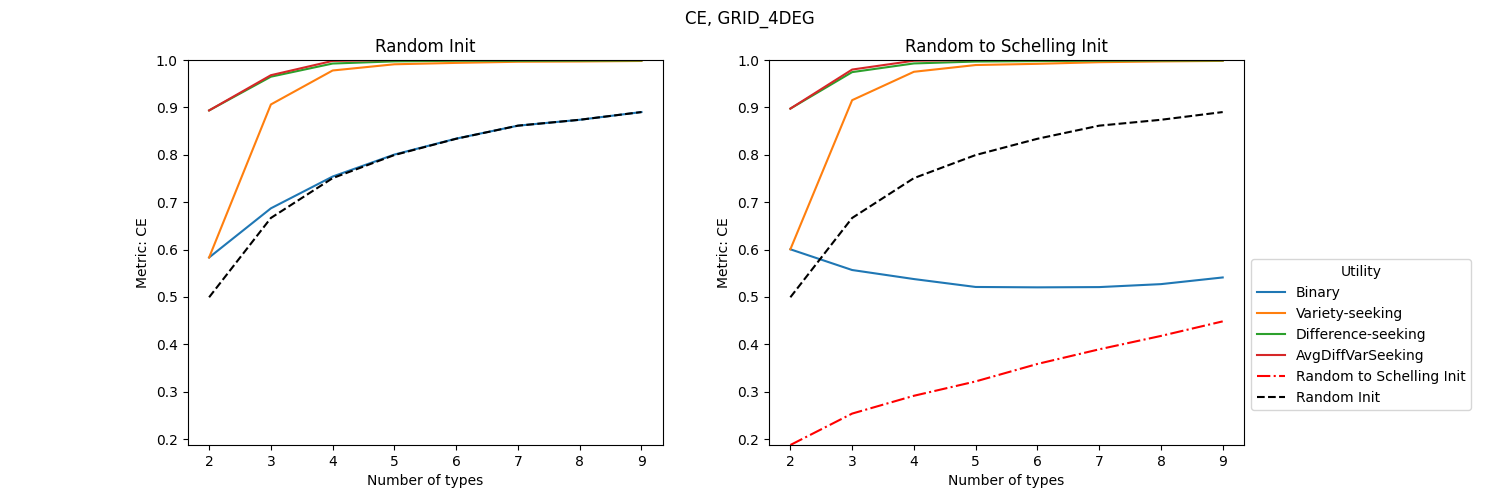 CE, GRID_4DEG
Random Init
Metric: CE
1.0
0.9
0.8
0.7
0.6
0.5
0.4
0.3
0.2
2 3 4 5 6 7 8 9
Number of types
Random to Schelling Init
Metric: CE
1.0
0.9
0.8
0.7
0.6
0.5
0.4
0.3
0.2
2 3 4 5 6 7 8 9
Number of types
Utility
Binary
Variety-seeking
Difference-seeking
AvgDiffVarSeeking
Random to Schelling Init
Random Init